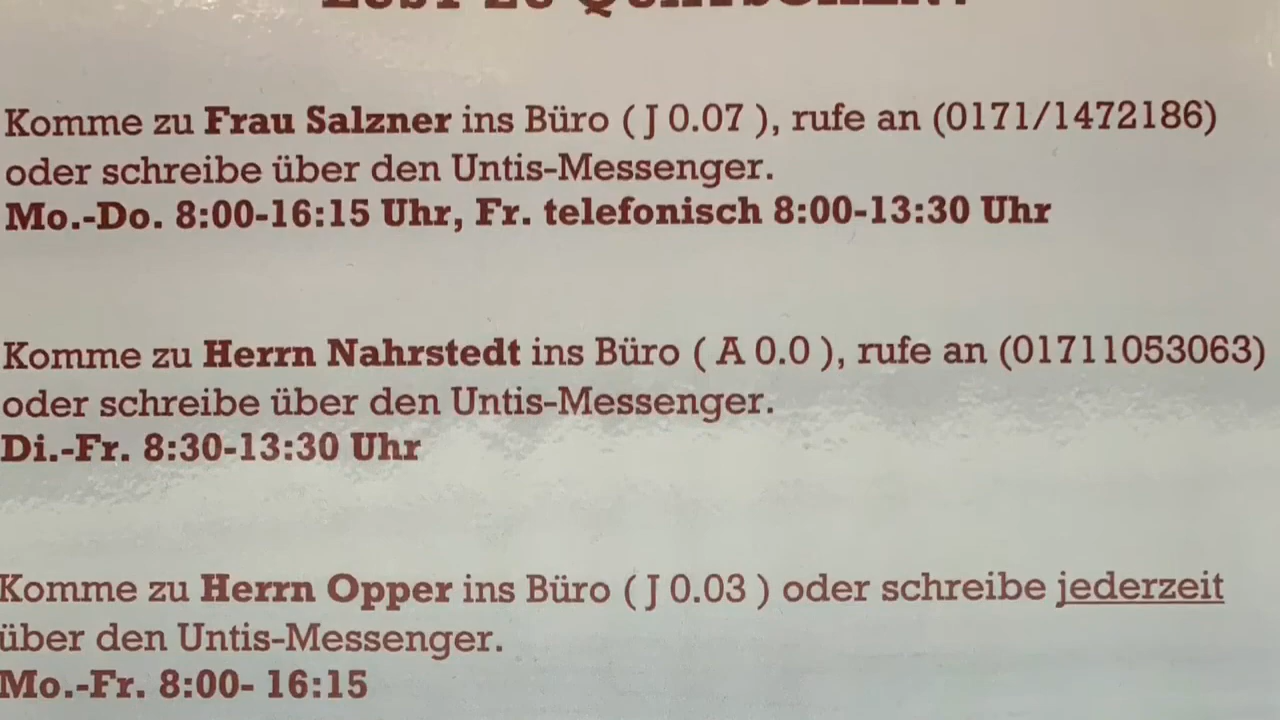 LUST ZU QUATSCHEN?
Komme zu Frau Salzner ins Büro ( J 0.07 ), rufe an (0171/1472186)
oder schreibe über den Untis-Messenger.
Mo.-Do. 8:00-16:15 Uhr, Fr. telefonisch 8:00-13:30 Uhr
Komme zu Herrn Nahrstedt ins Büro ( A 0.0 ), rufe an (01711053063)
oder schreibe über den Untis-Messenger.
Di.-Fr. 8:30-13:30 Uhr
Komme zu Herrn Opper ins Büro ( J 0.03 ) oder schreibe jederzeit
über den Untis-Messenger.
Mo.-Fr. 8:00- 16:15